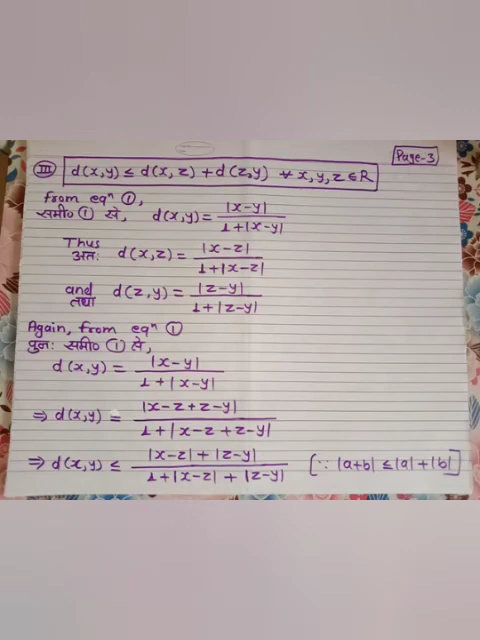 Page-3
III d(x,y) ≤ d(x,z) + d(z,y) ∀ x,y,z ∈ R
from eqⁿ ①,
समी० ① से, d(x,y) = |x-y| / 1+|x-y|
Thus
अतः d(x,z) = |x-z| / 1+|x-z|
and
तथा d(z,y) = |z-y| / 1+|z-y|
Again, from eqⁿ ①
पुनः समी० ① से,
d(x,y) = |x-y| / 1+|x-y|
⇒ d(x,y) = |x-z+z-y| / 1+|x-z+z-y|
⇒ d(x,y) ≤ |x-z|+|z-y| / 1+|x-z|+|z-y| [∵ |a+b| ≤ |a|+|b|]